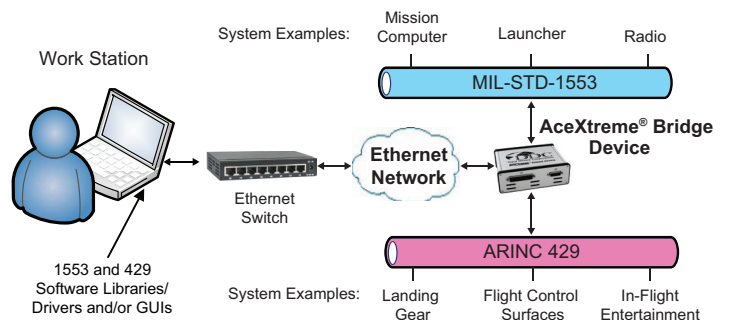 System Examples:
Mission
Computer
Launcher
Radio
Work Station
MIL-STD-1553
AceXtreme® Bridge
Device
Ethernet
Network
Ethernet
Switch
ARINC 429
1553 and 429
Software Libraries/
Drivers and/or GUIs
System Examples:
Landing
Gear
Flight Control
Surfaces
In-Flight
Entertainment